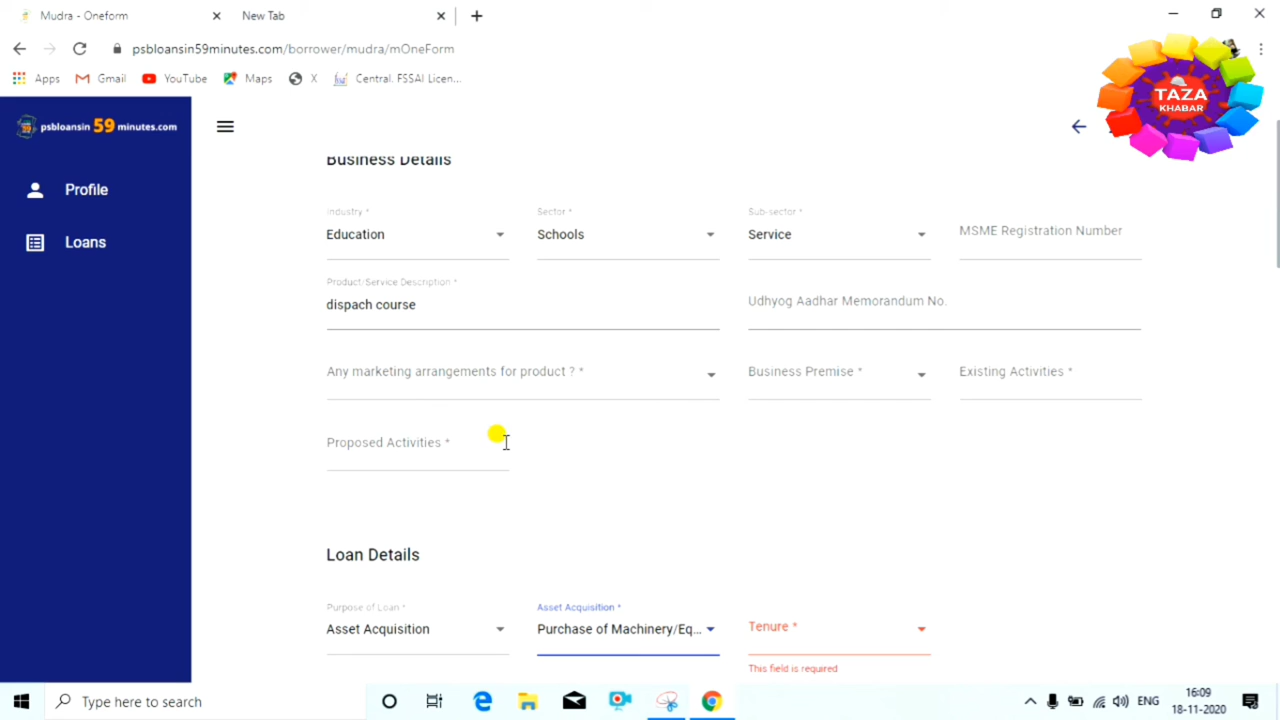 Mudra - Oneform
New Tab
psbloansin59minutes.com/borrower/mudra/mOneForm
Apps
Gmail
YouTube
Maps
X
Central. FSSAI Licen...
TAZA
KHABAR
psbloansin 59 minutes.com
Profile
Loans
Business Details
Industry *
Sector *
Sub-sector *
Education
Schools
Service
MSME Registration Number
Product/Service Description *
dispach course
Udhyog Aadhar Memorandum No.
Any marketing arrangements for product ? *
Business Premise *
Existing Activities *
Proposed Activities *
Loan Details
Purpose of Loan *
Asset Acquisition *
Asset Acquisition
Purchase of Machinery/Eq...
Tenure *
This field is required
Type here to search
ENG
16:09
18-11-2020